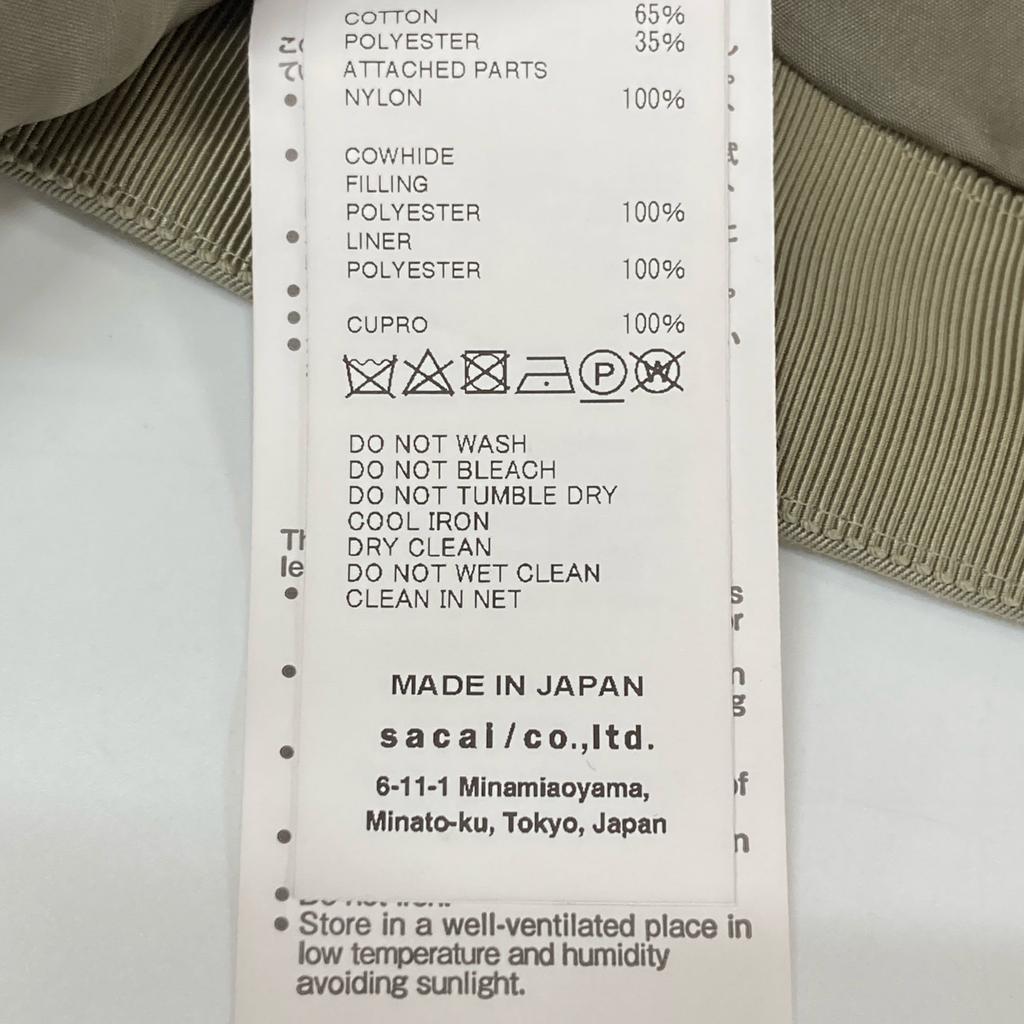 COTTON 65%
POLYESTER 35%
ATTACHED PARTS
NYLON 100%
COWHIDE
FILLING
POLYESTER 100%
LINER
POLYESTER 100%
CUPRO 100%
P
W
DO NOT WASH
DO NOT BLEACH
DO NOT TUMBLE DRY
COOL IRON
DRY CLEAN
DO NOT WET CLEAN
CLEAN IN NET
MADE IN JAPAN
sacai/co.,ltd.
6-11-1 Minamiaoyama,
Minato-ku, Tokyo, Japan
• Store in a well-ventilated place in
low temperature and humidity
avoiding sunlight.